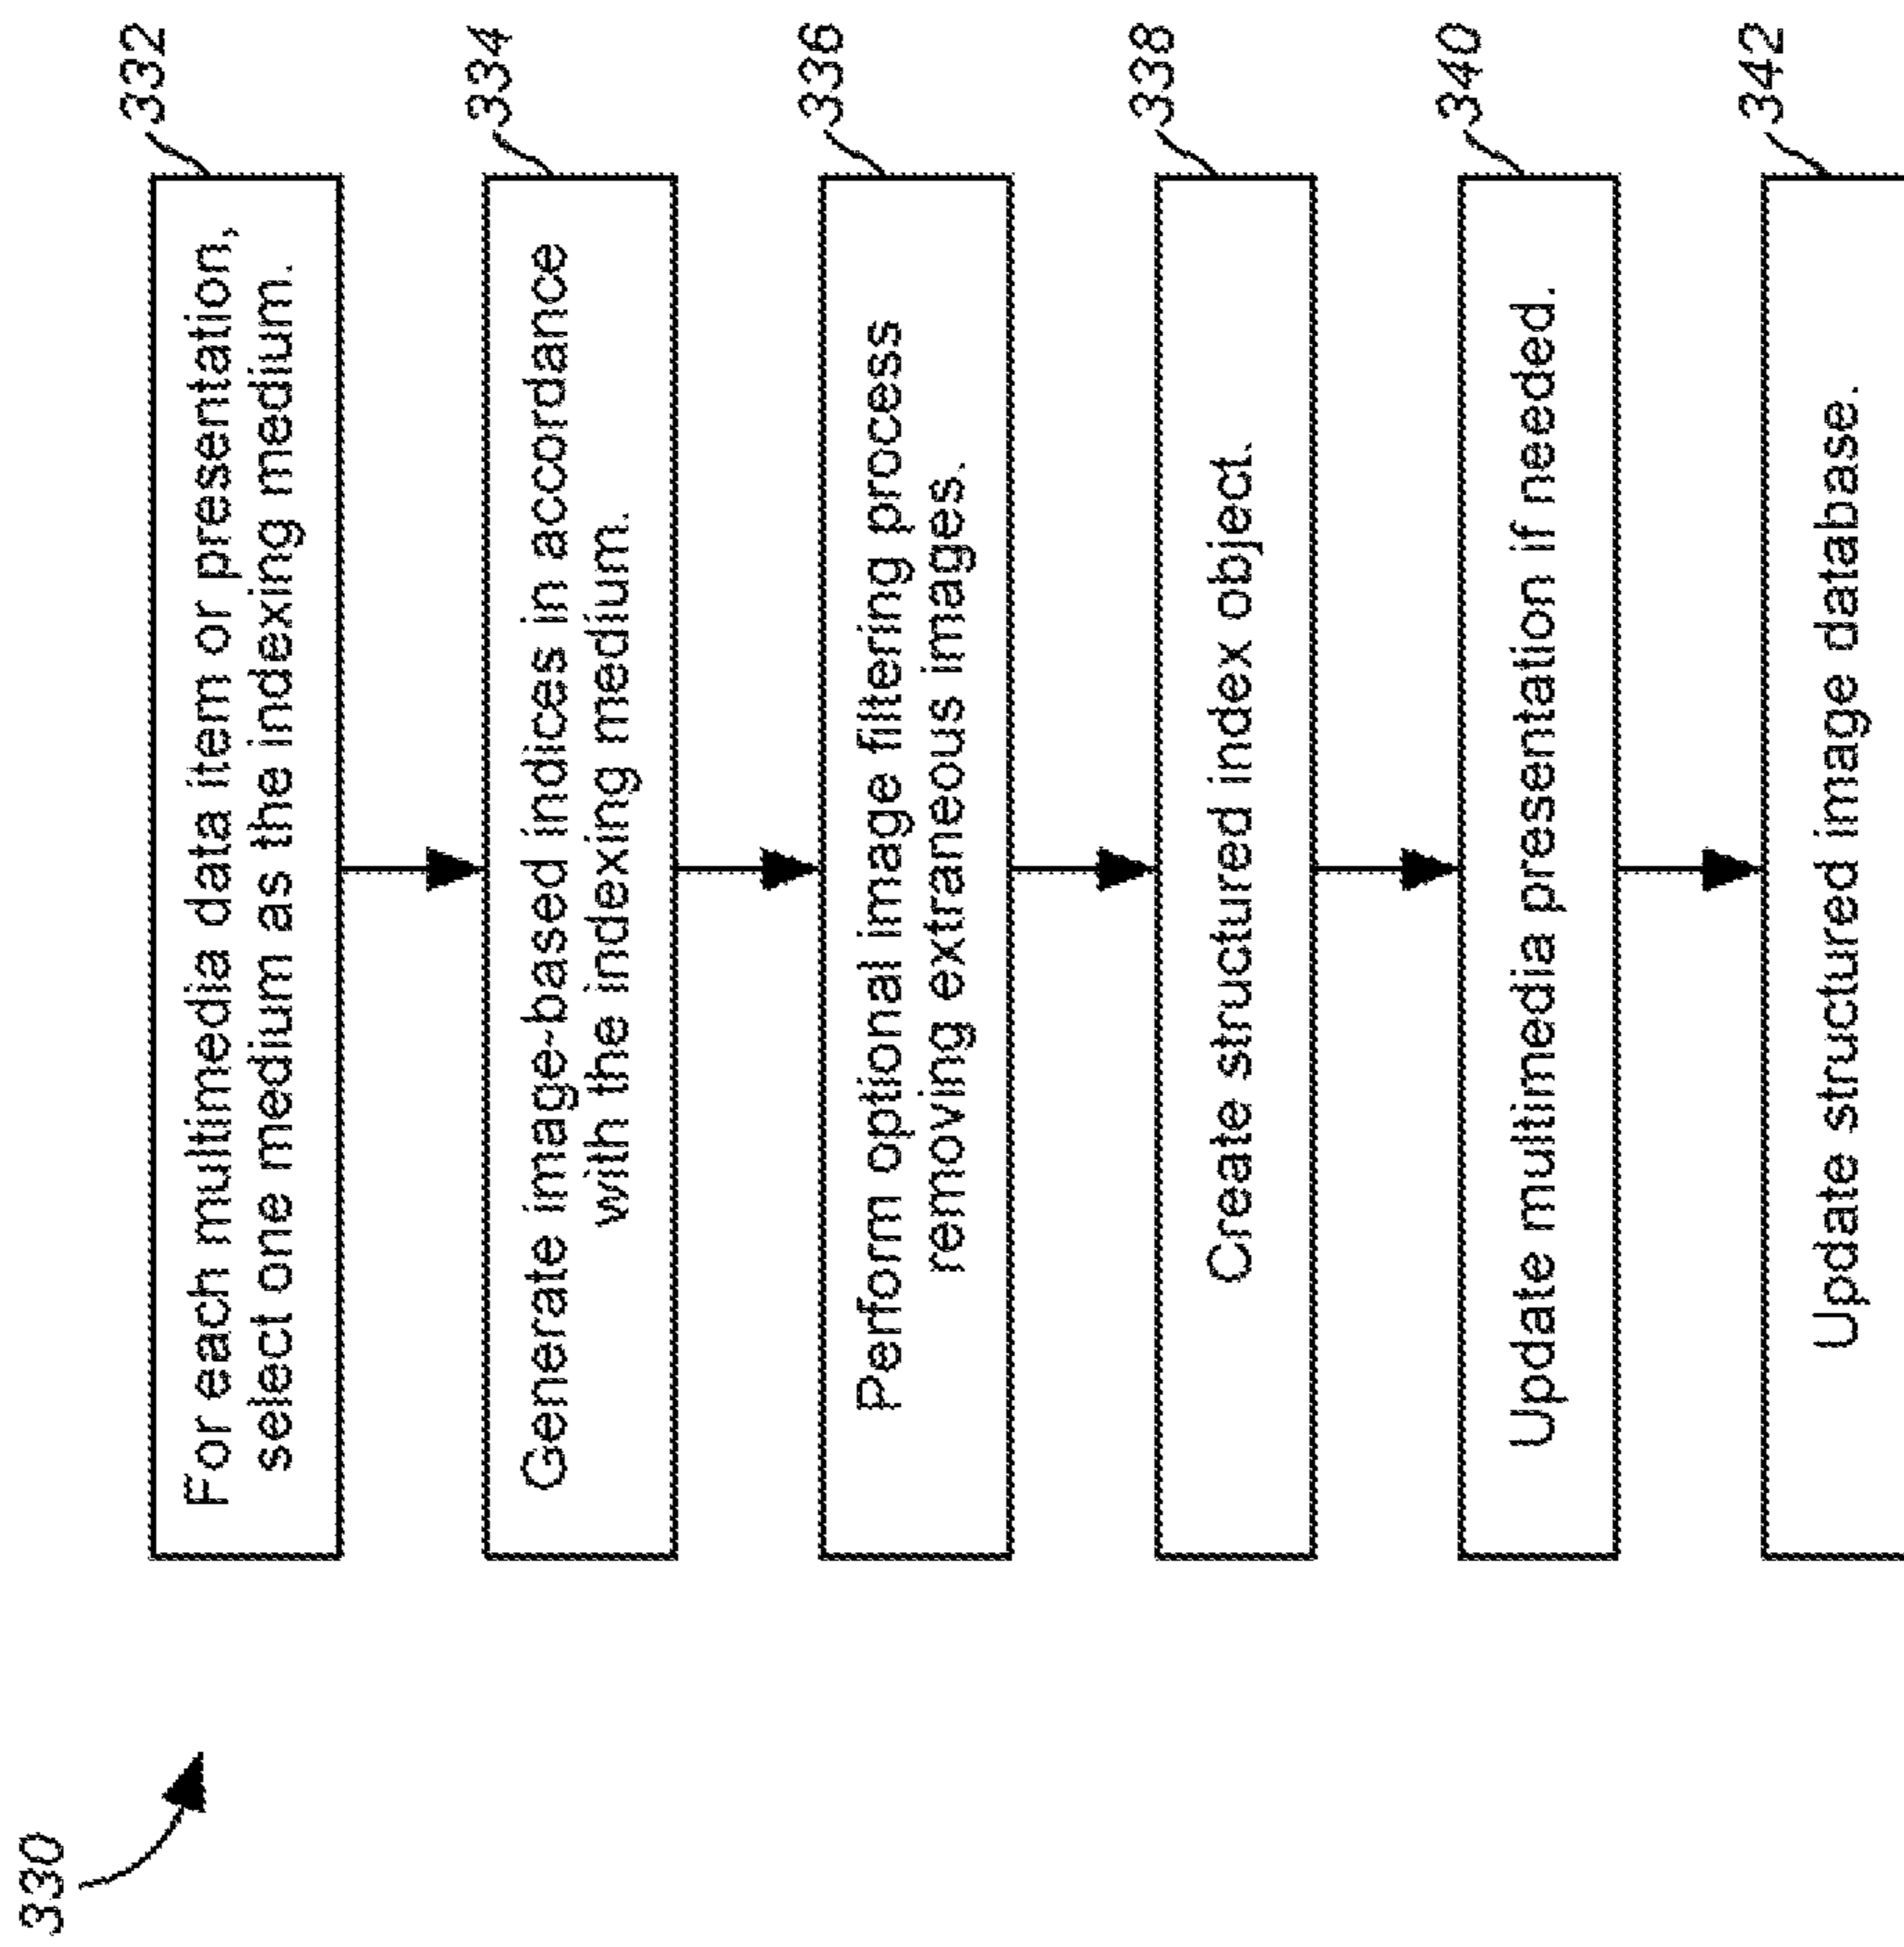 330
332
For each multimedia data item or presentation,
select one medium as the indexing medium.
334
Generate image-based indices in accordance
with the indexing medium.
336
Perform optional image filtering process
removing extraneous images.
338
Create structured index object.
340
Update multimedia presentation if needed.
342
Update structured image database.